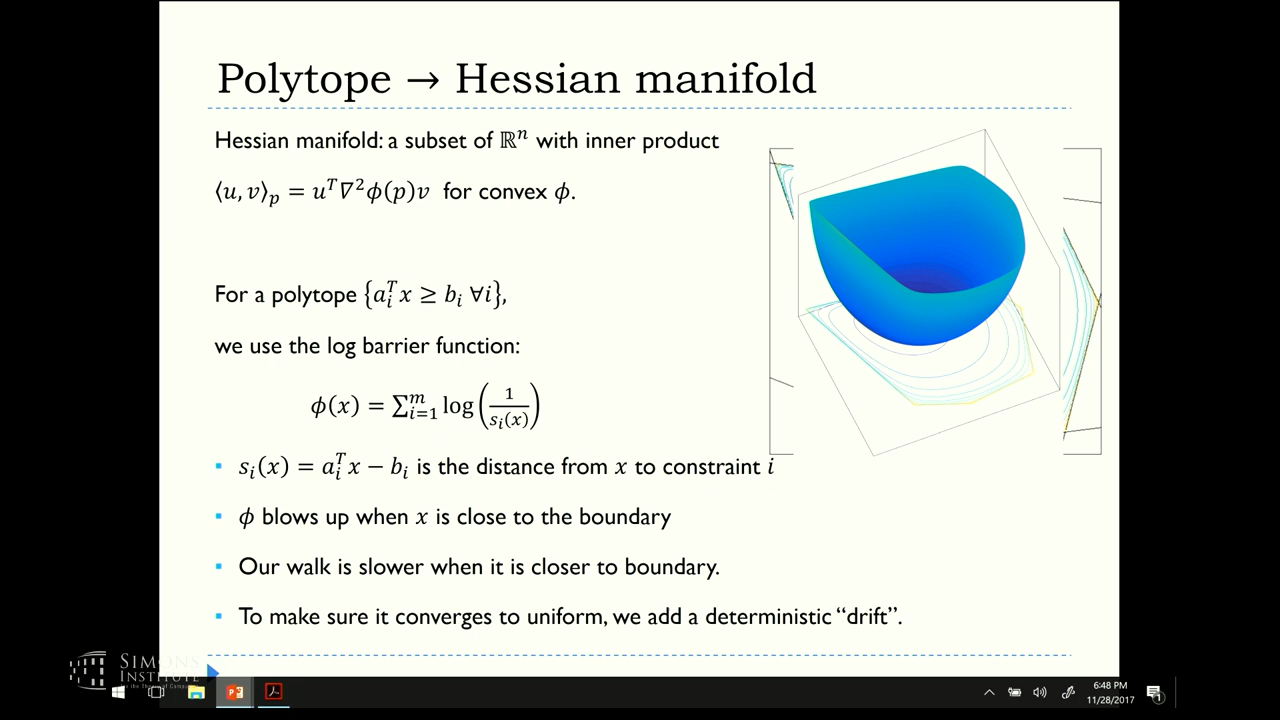 Polytope → Hessian manifold
Hessian manifold: a subset of ℝⁿ with inner product
⟨u, v⟩ₚ = uᵀ∇²ϕ(p)v for convex ϕ.
For a polytope {aᵢᵀx ≥ bᵢ ∀i},
we use the log barrier function:
ϕ(x) = ∑ᵢ₌₁ᵐ log(1/sᵢ(x))
▪ sᵢ(x) = aᵢᵀx − bᵢ is the distance from x to constraint i
▪ ϕ blows up when x is close to the boundary
▪ Our walk is slower when it is closer to boundary.
▪ To make sure it converges to uniform, we add a deterministic “drift”.
SIMONS
INSTITUTE
6:48 PM
11/28/2017